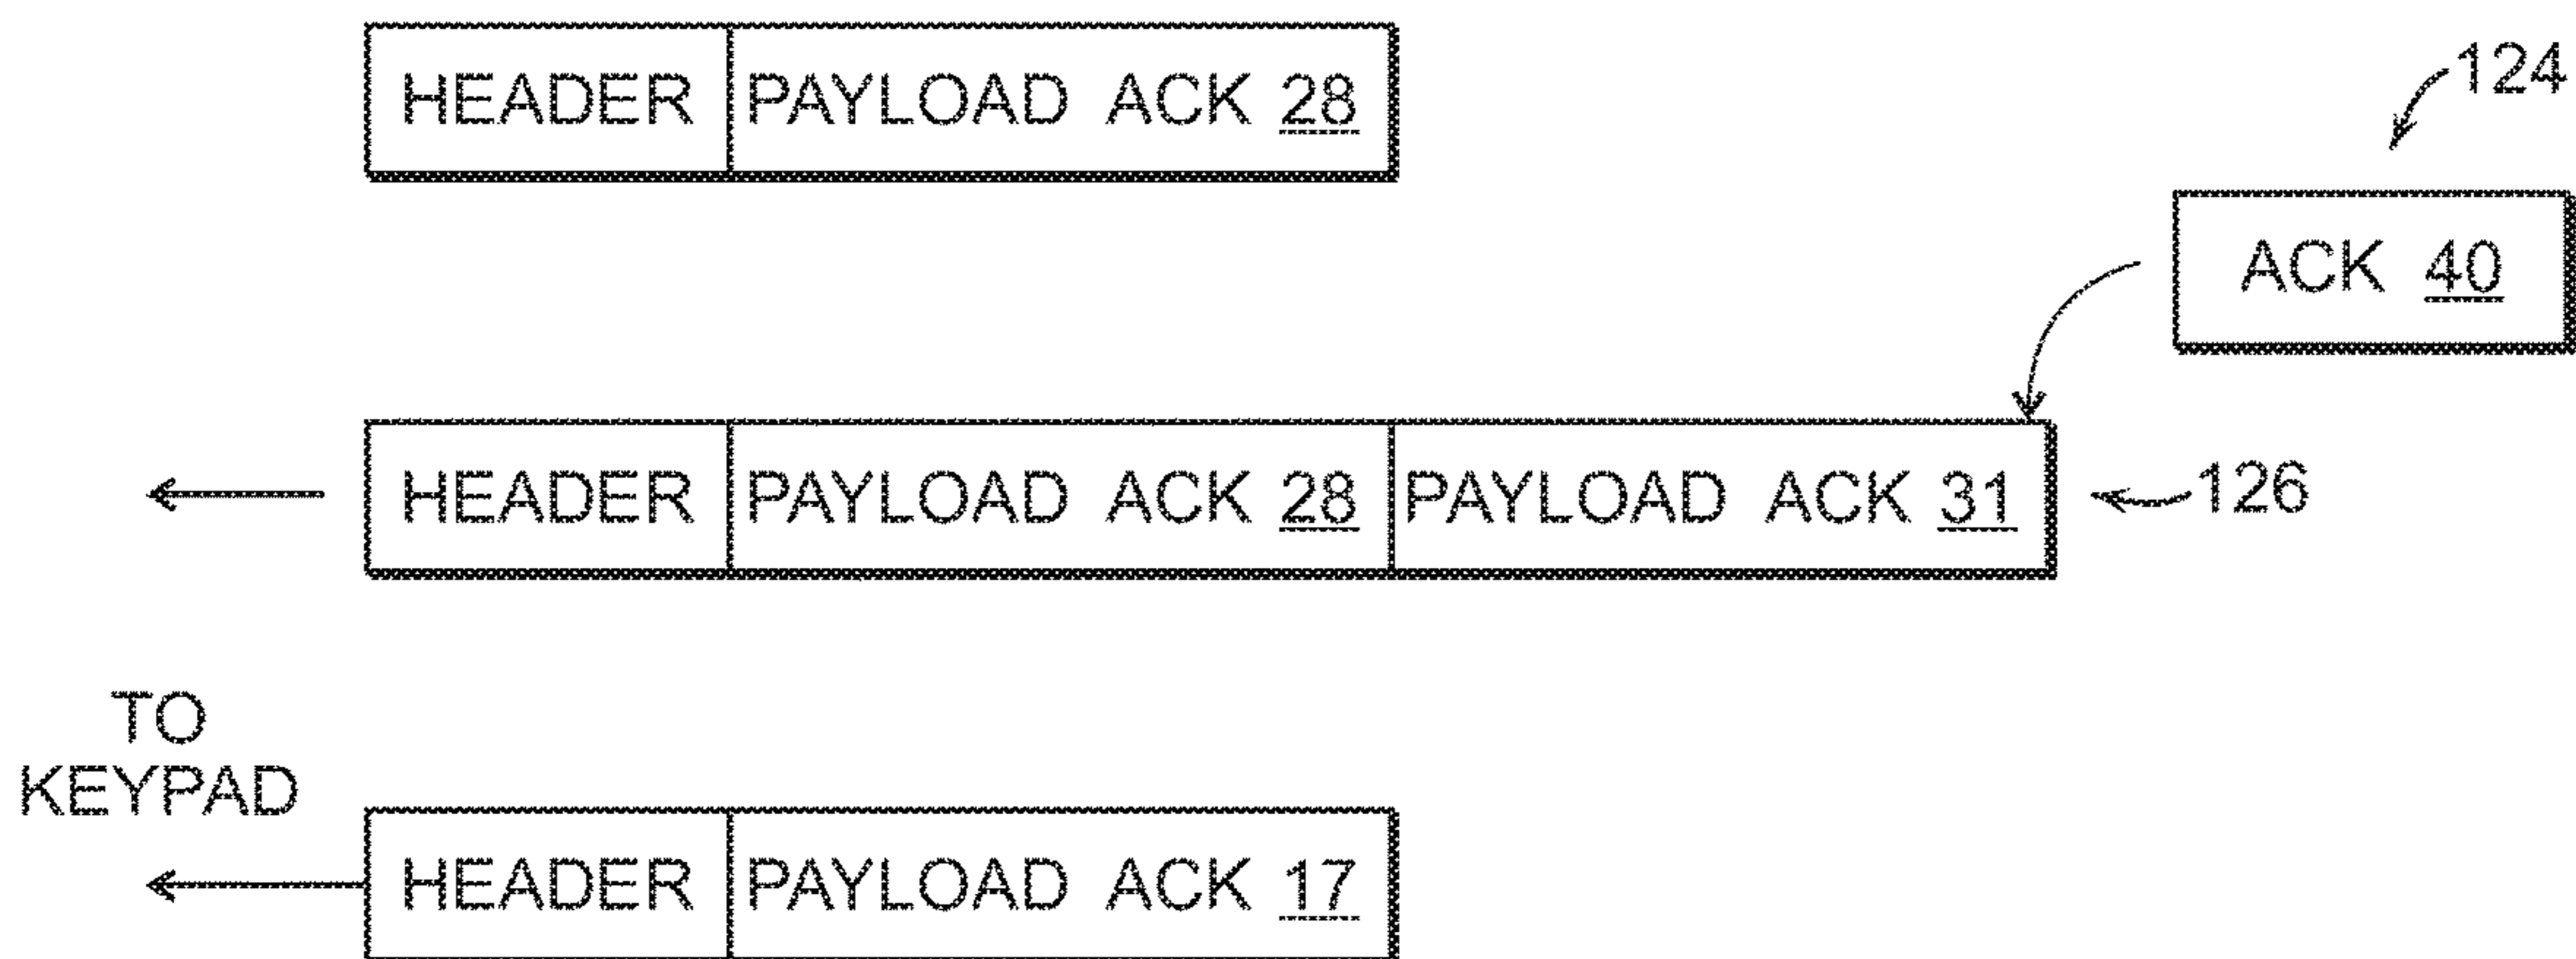 HEADER PAYLOAD ACK 28
124
ACK 40
HEADER PAYLOAD ACK 28 PAYLOAD ACK 31
126
TO
KEYPAD
HEADER PAYLOAD ACK 17